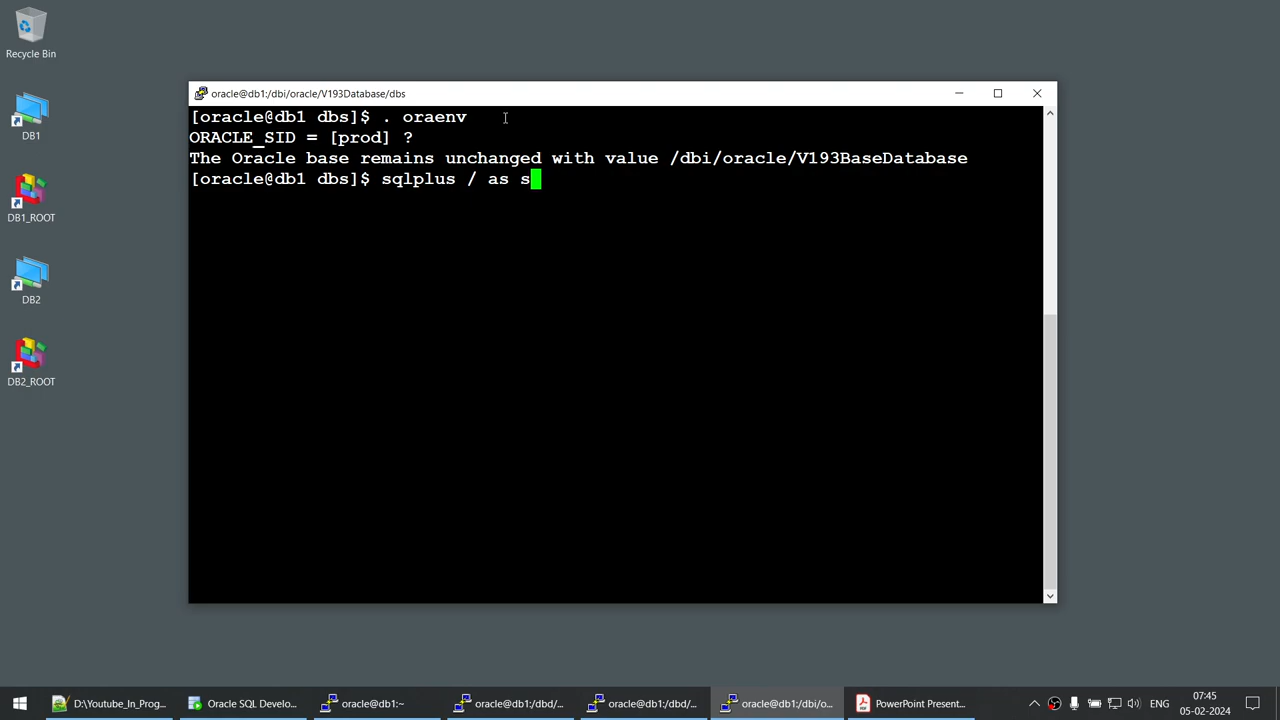 Recycle Bin
DB1
DB1_ROOT
DB2
DB2_ROOT
oracle@db1:/dbi/oracle/V193Database/dbs
[oracle@db1 dbs]$ . oraenv
ORACLE_SID = [prod] ?
The Oracle base remains unchanged with value /dbi/oracle/V193BaseDatabase
[oracle@db1 dbs]$ sqlplus / as s
D:\Youtube_In_Prog...
Oracle SQL Develo...
oracle@db1:~
oracle@db1:/dbd/...
oracle@db1:/dbd/...
oracle@db1:/dbi/o...
PowerPoint Present...
ENG
07:45
05-02-2024